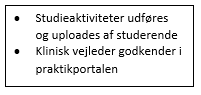 • Studieaktiviteter udføres
og uploades af studerende
• Klinisk vejleder godkender i
praktikportalen